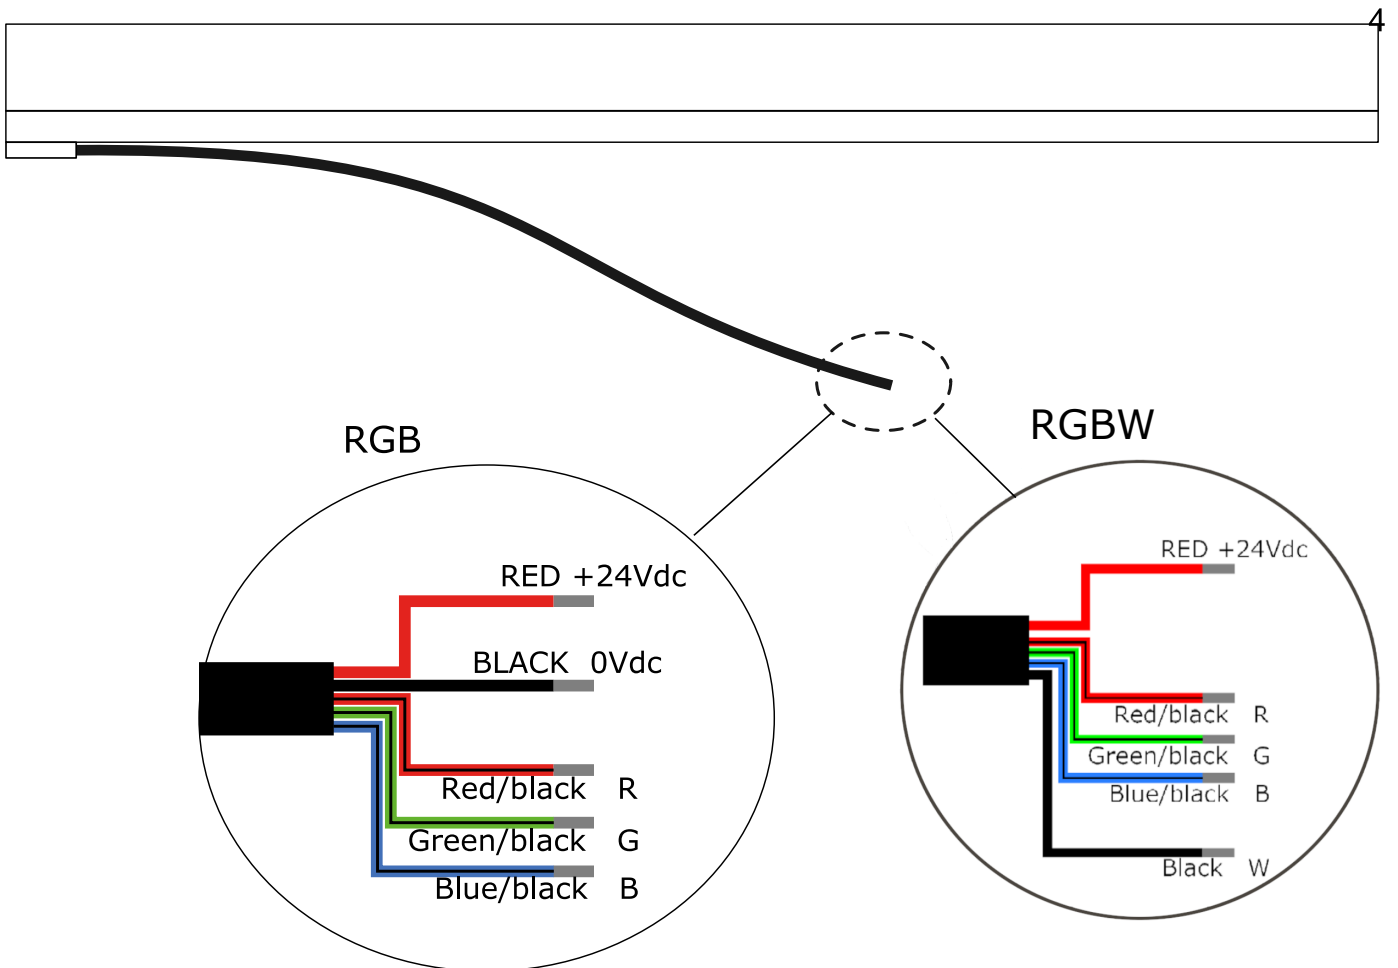 4
RGB
RED +24Vdc
BLACK 0Vdc
Red/black R
Green/black G
Blue/black B
RGBW
RED +24Vdc
Red/black R
Green/black G
Blue/black B
Black W